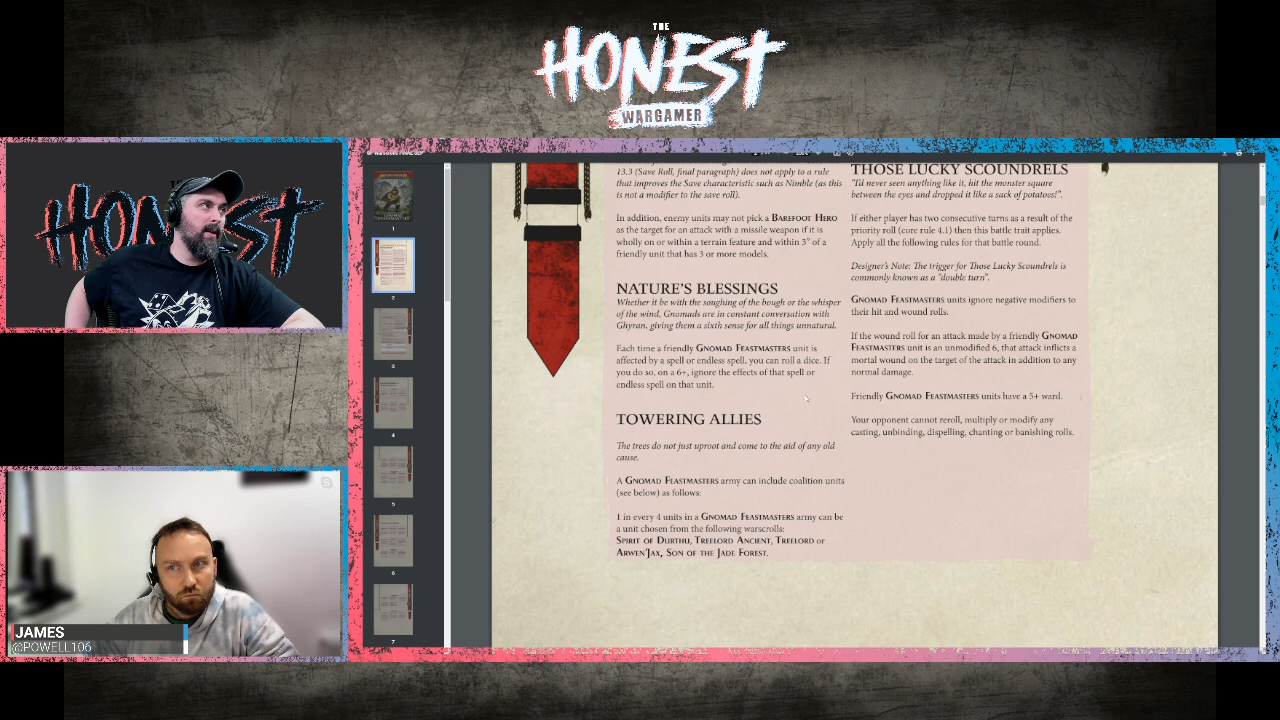 THE
HONEST
WARGAMER
HONEST
JAMES
@POWELL106
1
2
3
4
5
6
7
13.3 (Save Roll, final paragraph) does not apply to a rule
that improves the Save characteristic such as Nimble (as this
is not a modifier to the save roll).
In addition, enemy units may not pick a BAREFOOT HERO
as the target for an attack with a missile weapon if it is
wholly on or within a terrain feature and within 3" of a
friendly unit that has 3 or more models.
NATURE'S BLESSINGS
Whether it be with the soughing of the bough or the whisper
of the wind, Gnomads are in constant conversation with
Ghyran, giving them a sixth sense for all things unnatural.
Each time a friendly GNOMAD FEASTMASTERS unit is
affected by a spell or endless spell, you can roll a dice. If
you do so, on a 6+, ignore the effects of that spell or
endless spell on that unit.
TOWERING ALLIES
The trees do not just uproot and come to the aid of any old
cause.
A GNOMAD FEASTMASTERS army can include coalition units
(see below) as follows:
1 in every 4 units in a GNOMAD FEASTMASTERS army can be
a unit chosen from the following warscrolls:
SPIRIT OF DURTHU, TREELORD ANCIENT, TREELORD or
ARWEN'JAX, SON OF THE JADE FOREST.
THOSE LUCKY SCOUNDRELS
"I'd never seen anything like it, hit the monster square
between the eyes and dropped it like a sack of potatoes!".
If either player has two consecutive turns as a result of the
priority roll (core rule 4.1) then this battle trait applies.
Apply all the following rules for that battle round.
Designer's Note: The trigger for Those Lucky Scoundrels is
commonly known as a "double turn".
GNOMAD FEASTMASTERS units ignore negative modifiers to
their hit and wound rolls.
If the wound roll for an attack made by a friendly GNOMAD
FEASTMASTERS unit is an unmodified 6, that attack inflicts a
mortal wound on the target of the attack in addition to any
normal damage.
Friendly GNOMAD FEASTMASTERS units have a 5+ ward.
Your opponent cannot reroll, multiply or modify any
casting, unbinding, dispelling, chanting or banishing rolls.